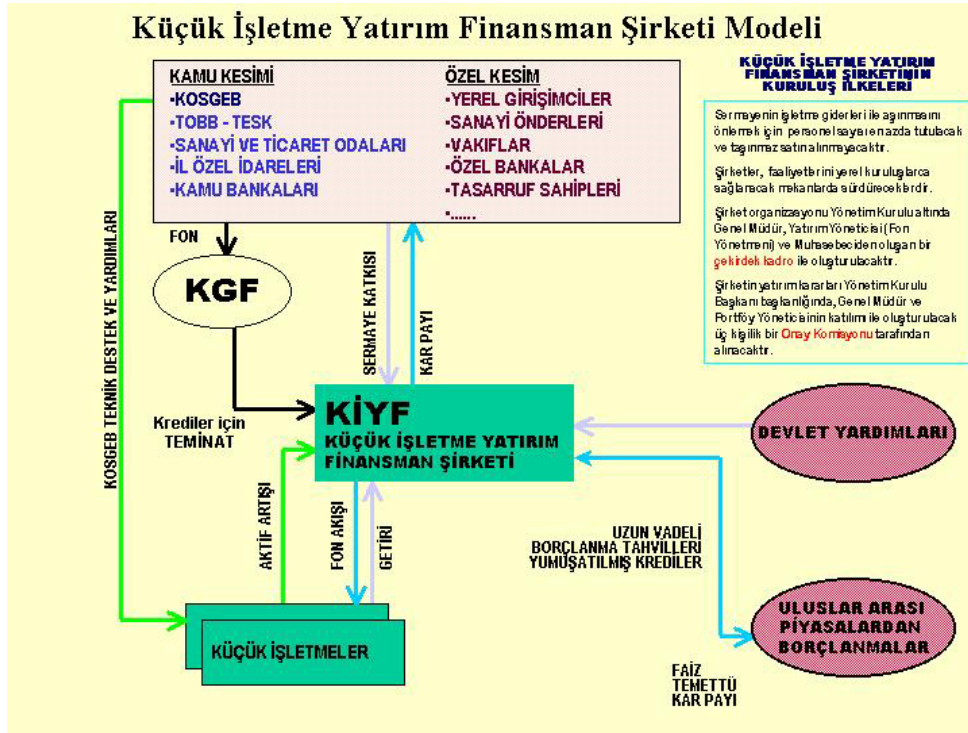 Küçük İşletme Yatırım Finansman Şirketi Modeli
KAMU KESİMİ
•KOSGEB
•TOBB - TESK
•SANAYİ VE TİCARET ODALARI
•İL ÖZEL İDARELERİ
•KAMU BANKALARI
ÖZEL KESİM
•YEREL GİRİŞİMCİLER
•SANAYİ ÖNDERLERİ
•VAKIFLAR
•ÖZEL BANKALAR
•TASARRUF SAHİPLERİ
•......
KÜÇÜK İŞLETME YATIRIM
FİNANSMAN ŞİRKETİNİN
KURULUŞ İLKELERİ
Sermayenin işletme giderleri ile aşınmasını
önlemek için personel sayısı en azda tutulacak
ve taşınmaz satın alınmayacaktır.
Şirketler, faaliyetlerini yerel kuruluşlarca
sağlanacak mekanlarda sürdüreceklerdir.
Şirket organizasyonu Yönetim Kurulu altında
Genel Müdür, Yatırım Yöneticisi (Fon
Yönetmeni) ve Muhasebeciden oluşan bir
çekirdek kadro ile oluşturulacaktır.
Şirketin yatırım kararları Yönetim Kurulu
Başkanı başkanlığında, Genel Müdür ve
Portföy Yöneticisinin katılımı ile oluşturulacak
üç kişilik bir Onay Komisyonu tarafından
alınacaktır.
KOSGEB TEKNİK DESTEK VE YARDIMLARI
FON
KGF
SERMAYE KATKISI
KAR PAYI
Krediler için
TEMİNAT
KİYF
KÜÇÜK İŞLETME YATIRIM
FİNANSMAN ŞİRKETİ
DEVLET YARDIMLARI
AKTİF ARTIŞI
FON AKIŞI
GETİRİ
UZUN VADELİ
BORÇLANMA TAHVİLLERİ
YUMUŞATILMIŞ KREDİLER
ULUSLAR ARASI
PİYASALARDAN
BORÇLANMALAR
KÜÇÜK İŞLETMELER
FAİZ
TEMETTÜ
KAR PAYI